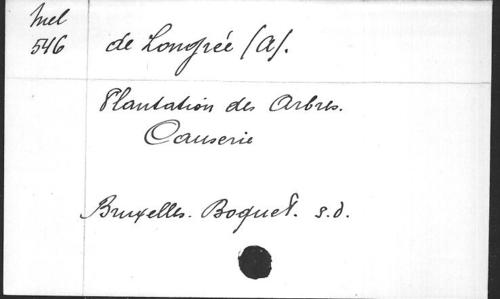 Mel
546
de Longrée (A).
Plantation des Arbres.
Causerie
Bruxelles. Boquet. s.d.